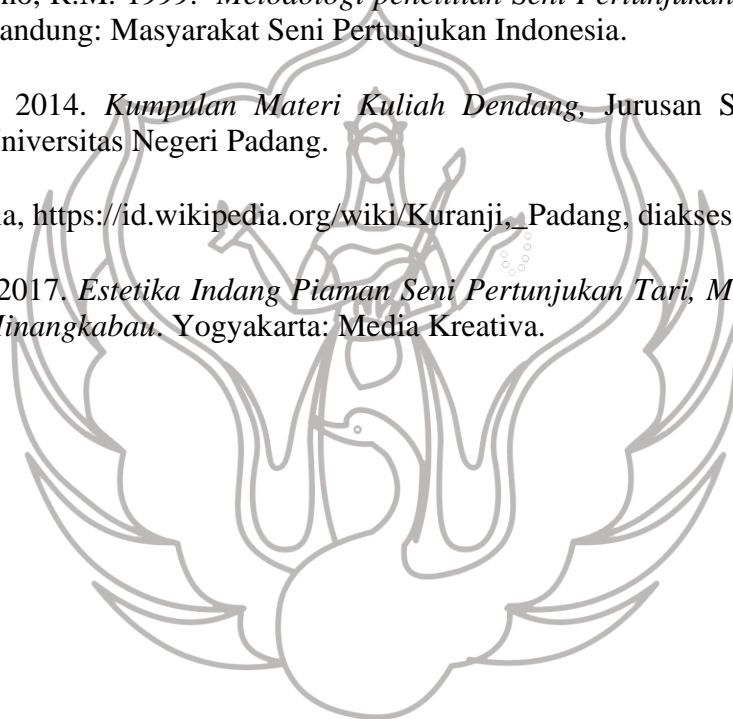 no, R.M. 1999. Metodologi penelitian Seni Pertunjukan
andung: Masyarakat Seni Pertunjukan Indonesia.
2014. Kumpulan Materi Kuliah Dendang, Jurusan S
niversitas Negeri Padang.
ia, https://id.wikipedia.org/wiki/Kuranji,_Padang, diakses
2017. Estetika Indang Piaman Seni Pertunjukan Tari, M
Minangkabau. Yogyakarta: Media Kreativa.